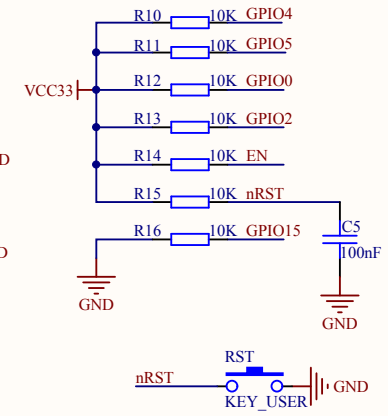 R10 10K GPIO4
R11 10K GPIO5
VCC33 R12 10K GPIO0
R13 10K GPIO2
R14 10K EN
D
R15 10K nRST
R16 10K GPIO15
C5
100nF
D
GND
GND
RST
nRST
GND
KEY_USER